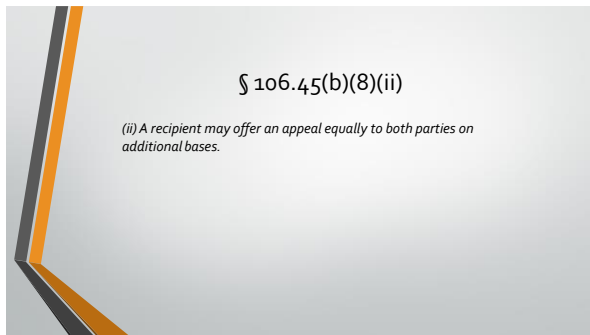 § 106.45(b)(8)(ii)
(ii) A recipient may offer an appeal equally to both parties on
additional bases.